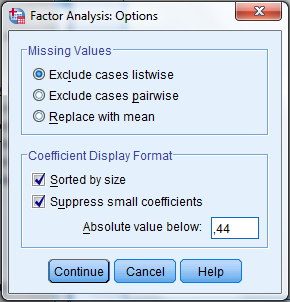 Factor Analysis: Options
Missing Values
Exclude cases listwise
Exclude cases pairwise
Replace with mean
Coefficient Display Format
Sorted by size
Suppress small coefficients
Absolute value below: ,44
Continue Cancel Help